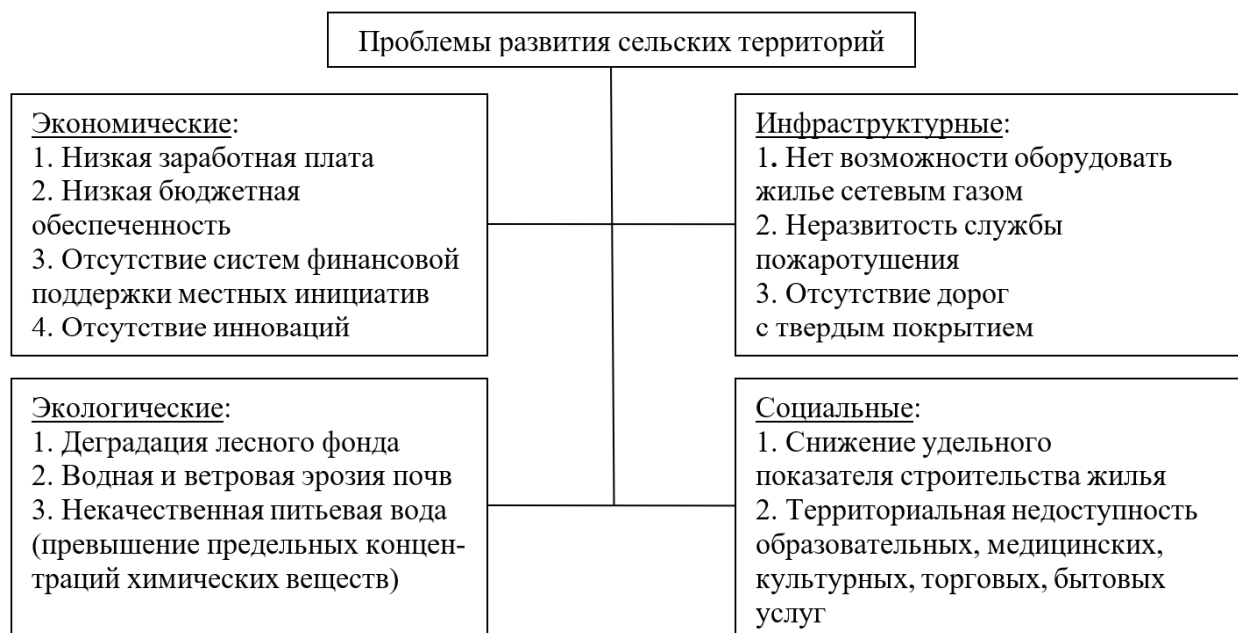 Проблемы развития сельских территорий
Экономические:
1. Низкая заработная плата
2. Низкая бюджетная
обеспеченность
3. Отсутствие систем финансовой
поддержки местных инициатив
4. Отсутствие инноваций
Инфраструктурные:
1. Нет возможности оборудовать
жилье сетевым газом
2. Неразвитость службы
пожаротушения
3. Отсутствие дорог
с твердым покрытием
Экологические:
1. Деградация лесного фонда
2. Водная и ветровая эрозия почв
3. Некачественная питьевая вода
(превышение предельных концен-
траций химических веществ)
Социальные:
1. Снижение удельного
показателя строительства жилья
2. Территориальная недоступность
образовательных, медицинских,
культурных, торговых, бытовых
услуг